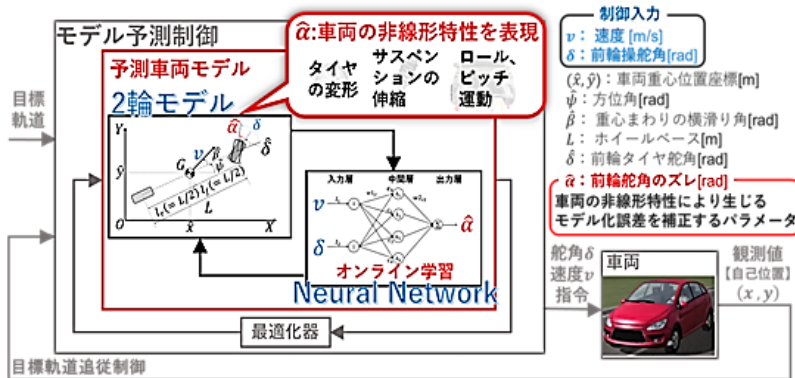 モデル予測制御
α̂:車両の非線形特性を表現
タイヤ
の変形
サスペン
ションの
伸縮
ロール、
ピッチ
運動
予測車両モデル
2輪モデル
Y
v
α̂
δ
δ̂
G
ŷ
l_r(= L/2)
l_f(= L/2)
L
O
x̂
X
入力層
中間層
出力層
v
δ
α̂
オンライン学習
Neural Network
最適化器
目標
軌道
目標軌道追従制御
制御入力
v: 速度 [m/s]
δ: 前輪操舵角[rad]
(x̂, ŷ): 車両重心位置座標[m]
ψ̂: 方位角[rad]
β̂: 重心まわりの横滑り角[rad]
L: ホイールベース[m]
δ̂: 前輪タイヤ舵角[rad]
α̂: 前輪舵角のズレ[rad]
車両の非線形特性により生じる
モデル化誤差を補正するパラメータ
舵角δ
速度v
指令
車両
観測値
【自己位置】
(x, y)